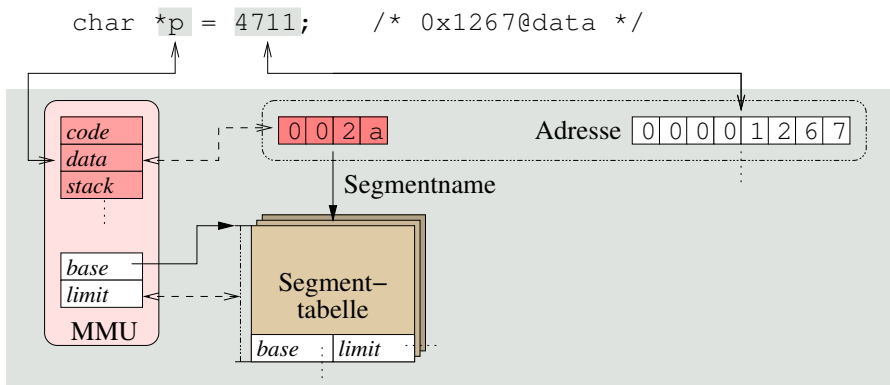 char *p = 4711; /* 0x1267@data */
code
data
stack
0 0 2 a
Adresse 0 0 0 0 1 2 6 7
Segmentname
base
limit
MMU
Segment–
tabelle
base limit